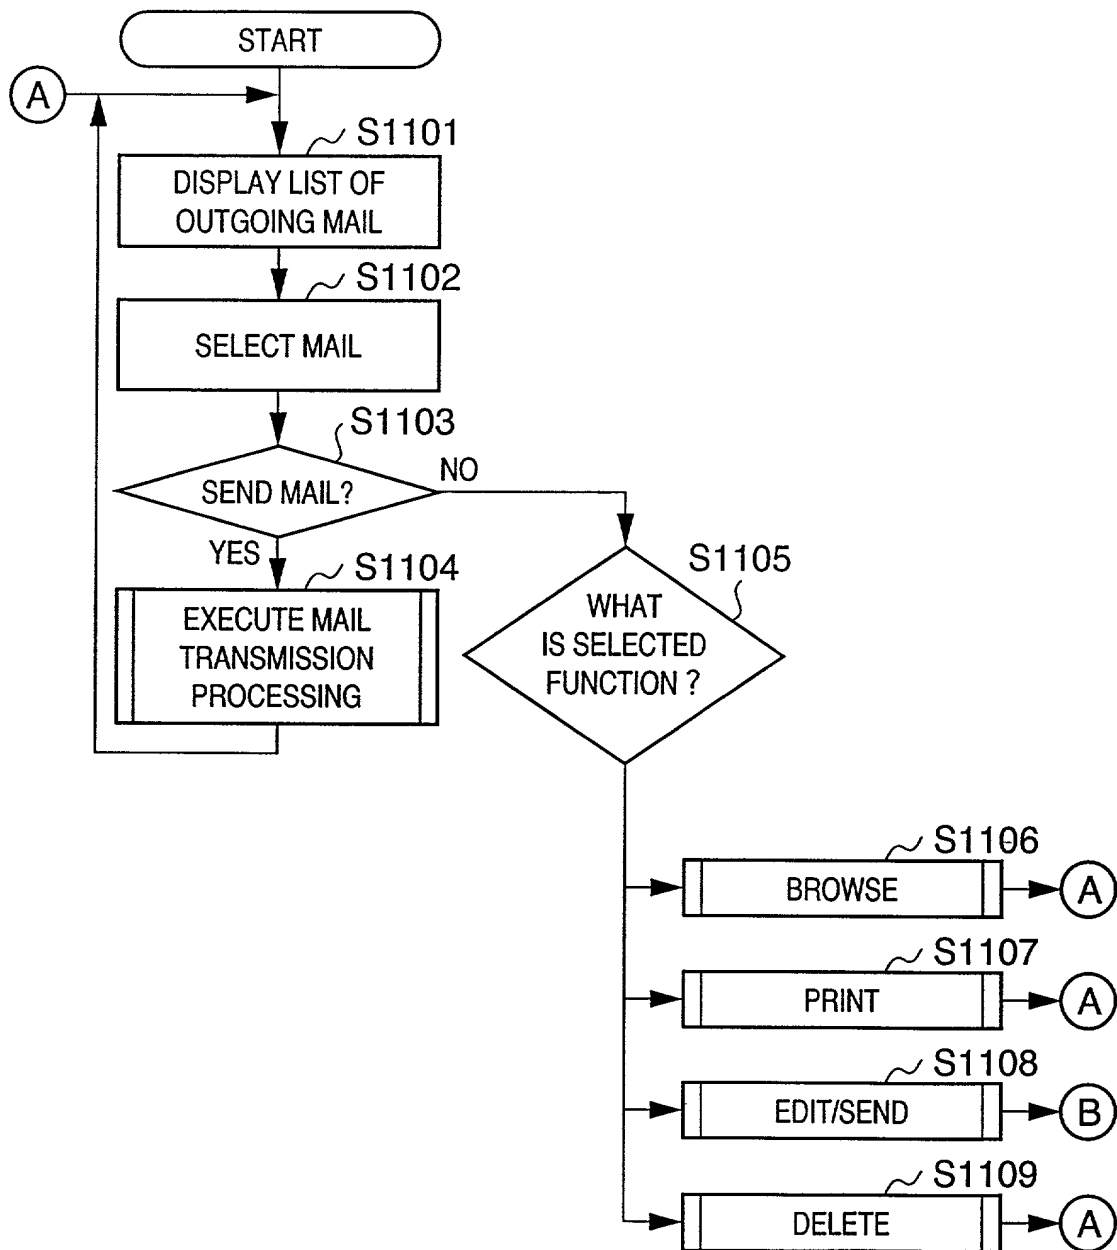 START
A
S1101
DISPLAY LIST OF
OUTGOING MAIL
S1102
SELECT MAIL
S1103
SEND MAIL?
NO
YES
S1104
EXECUTE MAIL
TRANSMISSION
PROCESSING
S1105
WHAT
IS SELECTED
FUNCTION ?
S1106
BROWSE
A
S1107
PRINT
A
S1108
EDIT/SEND
B
S1109
DELETE
A